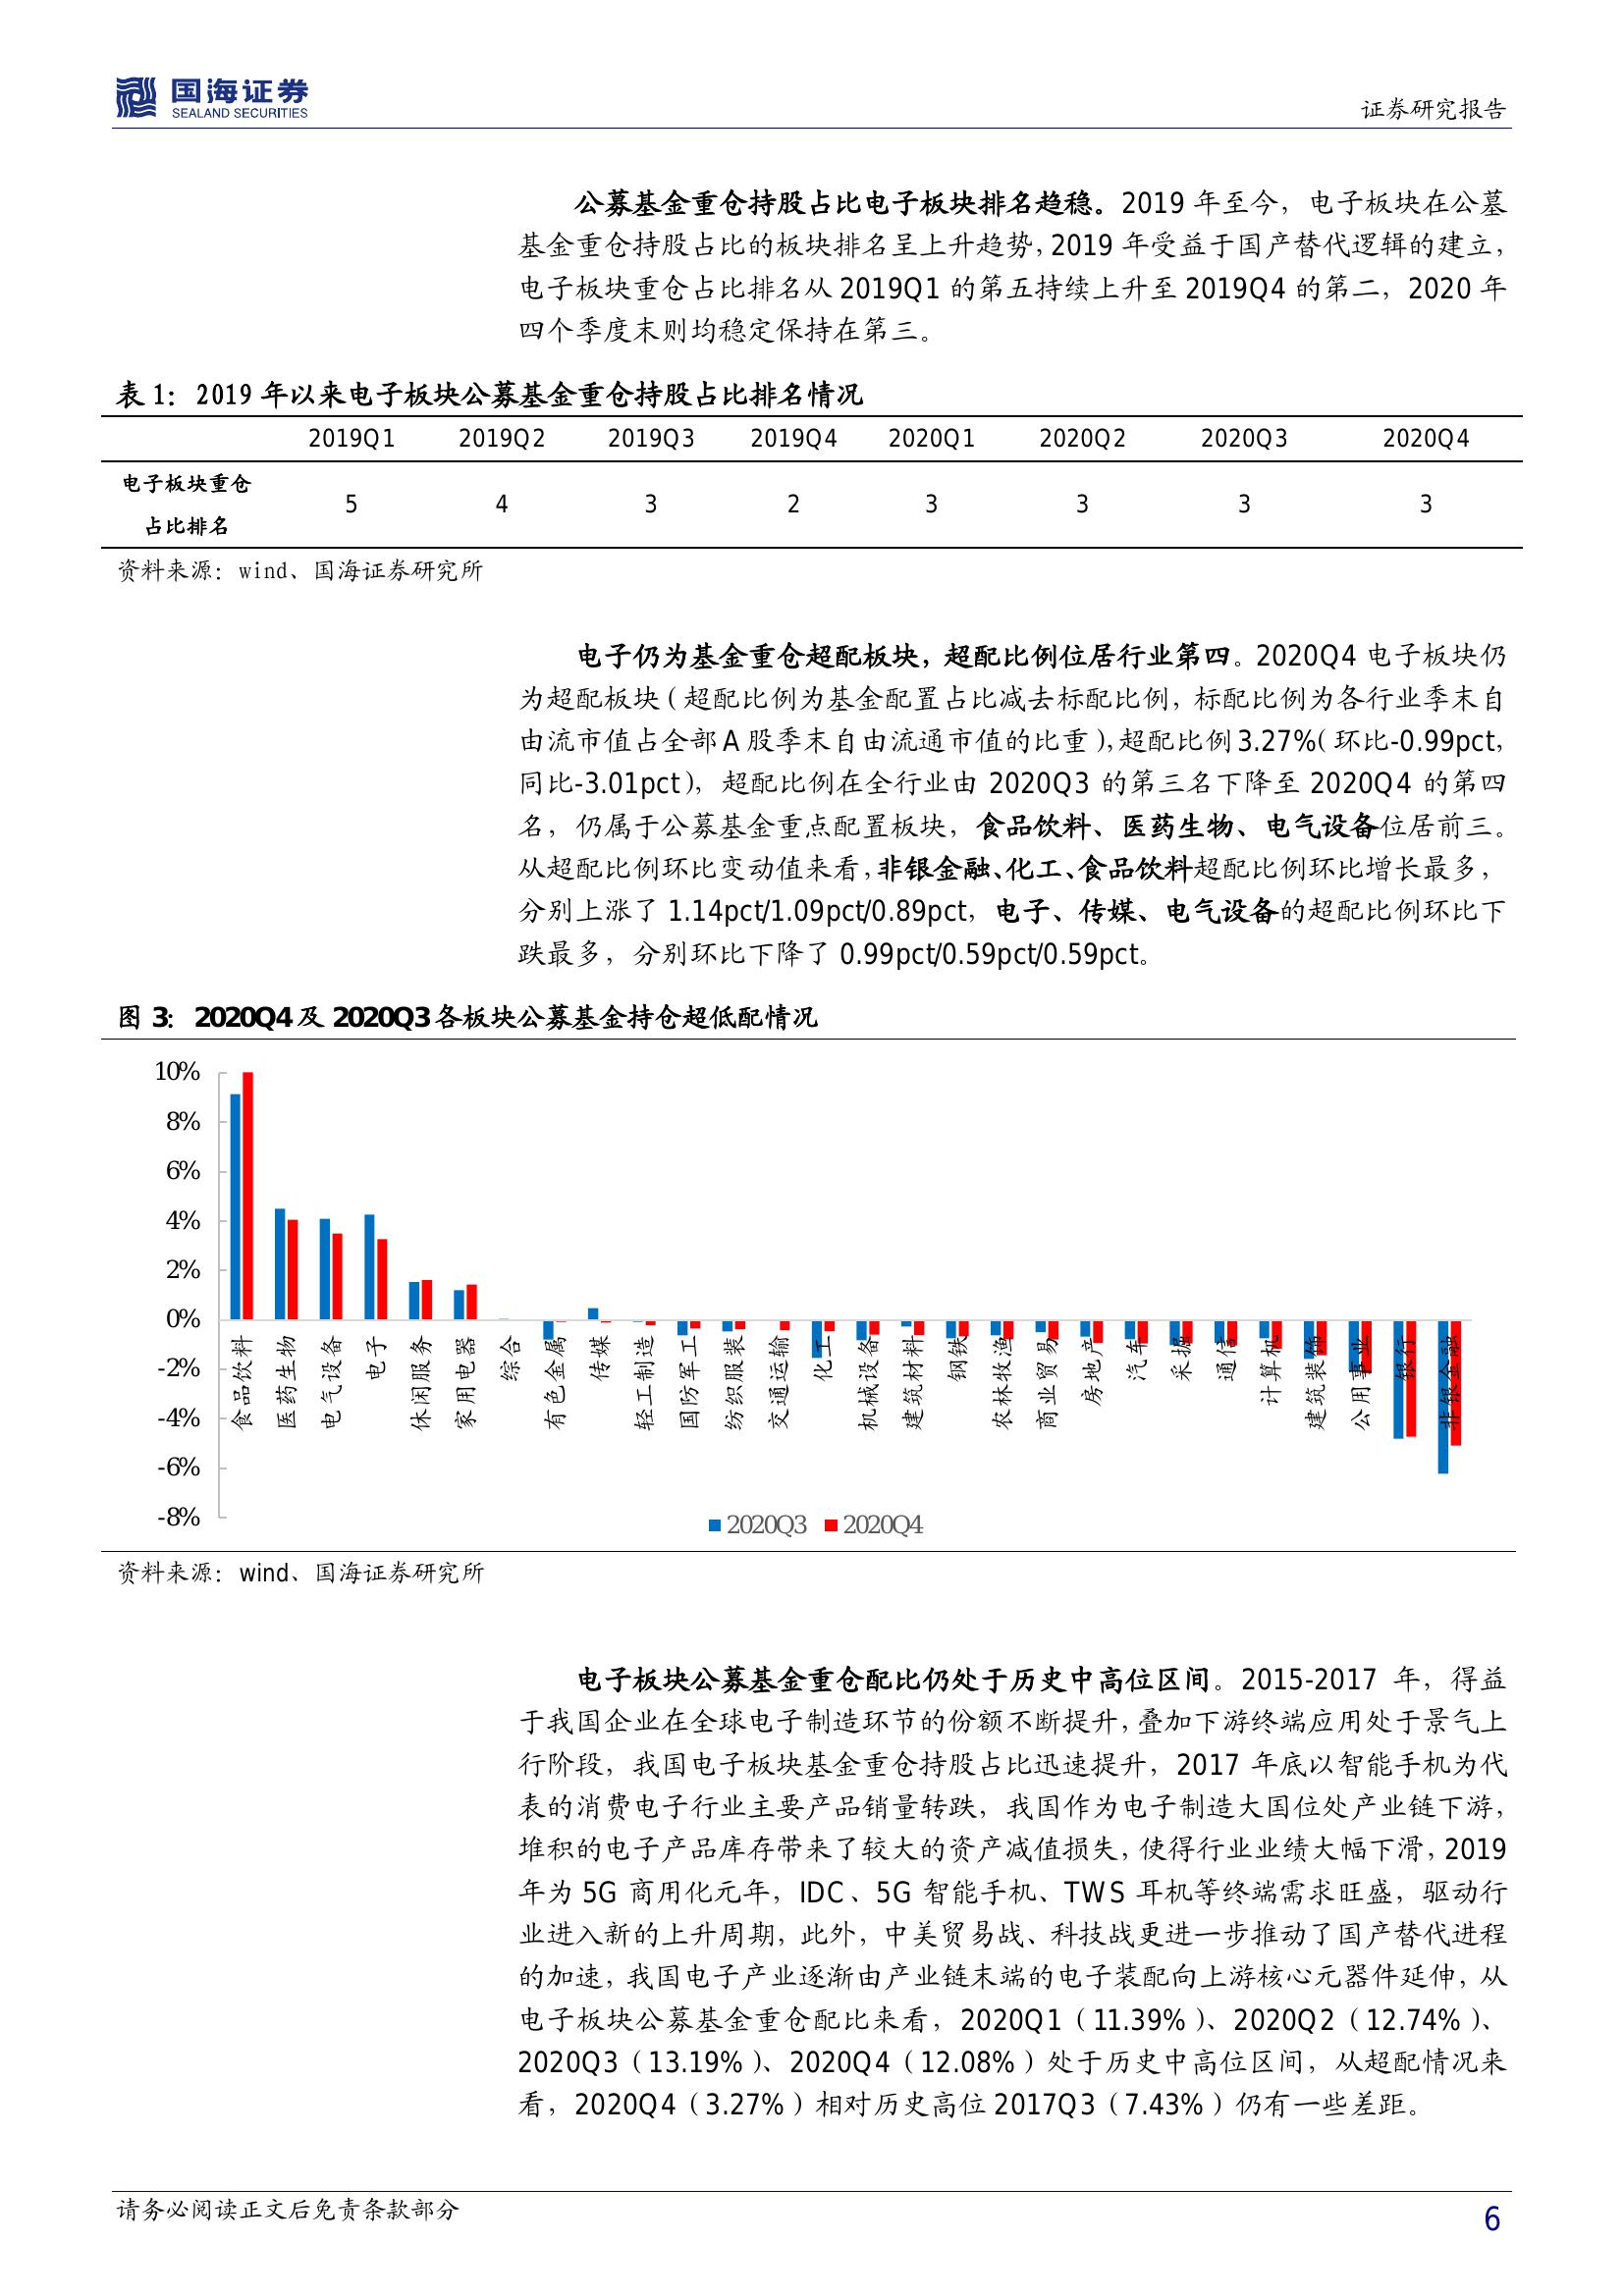 国海证券
SEALAND SECURITIES
证券研究报告
公募基金重仓持股占比电子板块排名趋稳。2019 年至今，电子板块在公墓
基金重仓持股占比的板块排名呈上升趋势，2019 年受益于国产替代逻辑的建立，
电子板块重仓占比排名从 2019Q1 的第五持续上升至 2019Q4 的第二，2020 年
四个季度末则均稳定保持在第三。
表 1：2019 年以来电子板块公募基金重仓持股占比排名情况
2019Q1 2019Q2 2019Q3 2019Q4 2020Q1 2020Q2 2020Q3 2020Q4
电子板块重仓
占比排名
5 4 3 2 3 3 3 3
资料来源：wind、国海证券研究所
电子仍为基金重仓超配板块，超配比例位居行业第四。2020Q4 电子板块仍
为超配板块（超配比例为基金配置占比减去标配比例，标配比例为各行业季末自
由流市值占全部 A 股季末自由流通市值的比重），超配比例 3.27%（环比-0.99pct，
同比-3.01pct），超配比例在全行业由 2020Q3 的第三名下降至 2020Q4 的第四
名，仍属于公募基金重点配置板块，食品饮料、医药生物、电气设备位居前三。
从超配比例环比变动值来看，非银金融、化工、食品饮料超配比例环比增长最多，
分别上涨了 1.14pct/1.09pct/0.89pct，电子、传媒、电气设备的超配比例环比下
跌最多，分别环比下降了 0.99pct/0.59pct/0.59pct。
图 3：2020Q4 及 2020Q3 各板块公募基金持仓超低配情况
10%
8%
6%
4%
2%
0%
-2%
-4%
-6%
-8%
食品饮料
医药生物
电气设备
电子
休闲服务
家用电器
综合
有色金属
传媒
轻工制造
国防军工
纺织服装
交通运输
化工
机械设备
建筑材料
钢铁
农林牧渔
商业贸易
房地产
汽车
采掘
通信
计算机
建筑装饰
公用事业
银行
非银金融
2020Q3 2020Q4
资料来源：wind、国海证券研究所
电子板块公募基金重仓配比仍处于历史中高位区间。2015-2017 年，得益
于我国企业在全球电子制造环节的份额不断提升，叠加下游终端应用处于景气上
行阶段，我国电子板块基金重仓持股占比迅速提升，2017 年底以智能手机为代
表的消费电子行业主要产品销量转跌，我国作为电子制造大国位处产业链下游，
堆积的电子产品库存带来了较大的资产减值损失，使得行业业绩大幅下滑，2019
年为 5G 商用化元年，IDC、5G 智能手机、TWS 耳机等终端需求旺盛，驱动行
业进入新的上升周期，此外，中美贸易战、科技战更进一步推动了国产替代进程
的加速，我国电子产业逐渐由产业链末端的电子装配向上游核心元器件延伸，从
电子板块公募基金重仓配比来看，2020Q1（11.39%）、2020Q2（12.74%）、
2020Q3（13.19%）、2020Q4（12.08%）处于历史中高位区间，从超配情况来
看，2020Q4（3.27%）相对历史高位 2017Q3（7.43%）仍有一些差距。
请务必阅读正文后免责条款部分
6